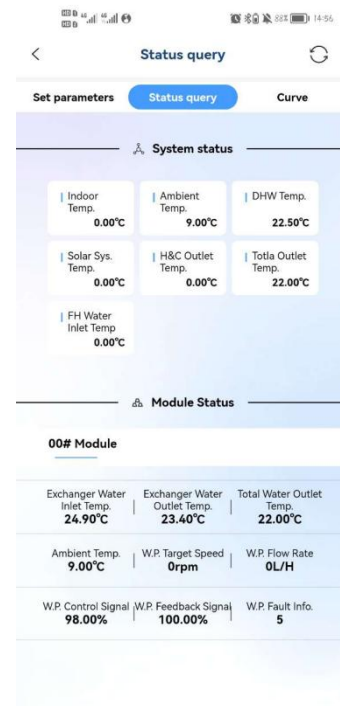 HD 46 46 88% 14:56
Status query
Set parameters Status query Curve
System status
Indoor Ambient DHW Temp.
Temp. Temp.
0.00°C 9.00°C 22.50°C
Solar Sys. H&C Outlet Totla Outlet
Temp. Temp. Temp.
0.00°C 0.00°C 22.00°C
FH Water
Inlet Temp
0.00°C
Module Status
00# Module
Exchanger Water Exchanger Water Total Water Outlet
Inlet Temp. Outlet Temp. Temp.
24.90°C 23.40°C 22.00°C
Ambient Temp. W.P. Target Speed W.P. Flow Rate
9.00°C 0rpm 0L/H
W.P. Control Signal W.P. Feedback Signal W.P. Fault Info.
98.00% 100.00% 5